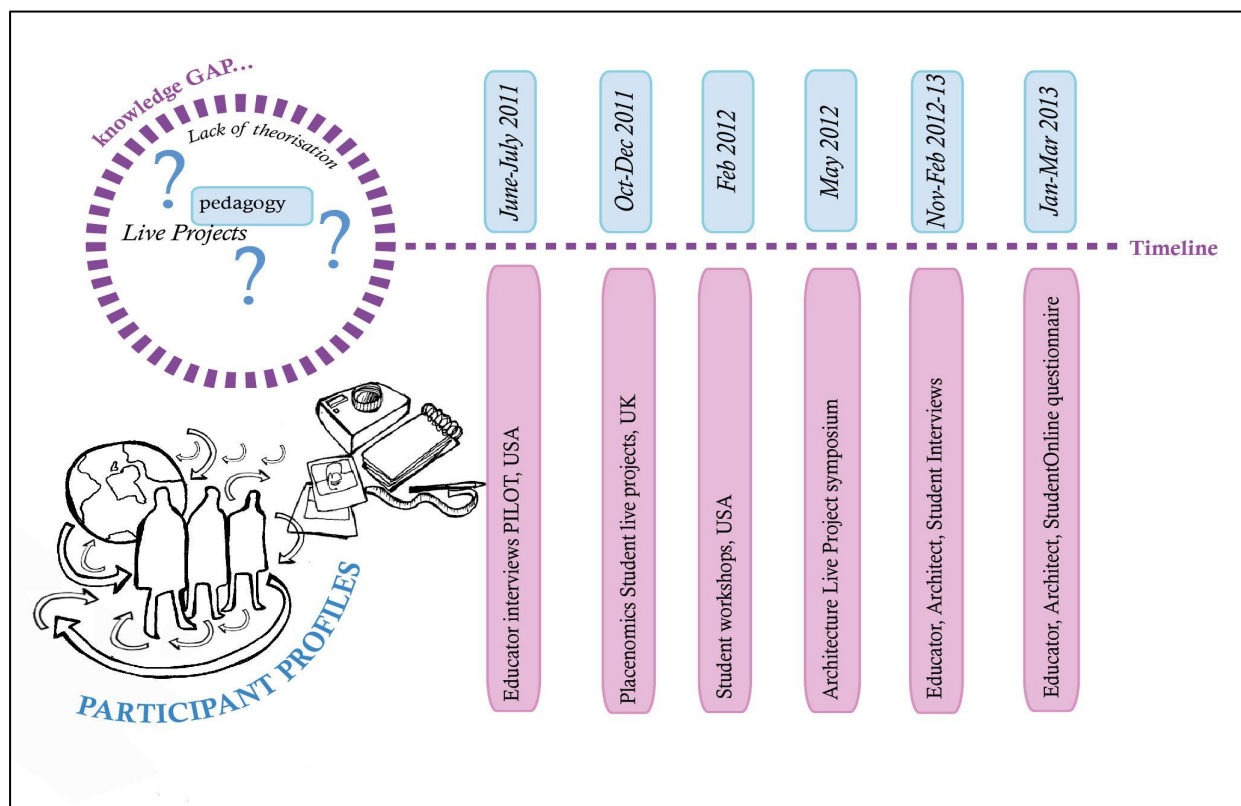 knowledge GAP...
Lack of theorisation
?
pedagogy
?
Live Projects
?
June-July 2011
Oct-Dec 2011
Feb 2012
May 2012
Nov-Feb 2012-13
Jan-Mar 2013
Timeline
Educator interviews PILOT, USA
Placenomics Student live projects, UK
Student workshops, USA
Architecture Live Project symposium
Educator, Architect, Student Interviews
Educator, Architect, StudentOnline questionnaire
PARTICIPANT PROFILES